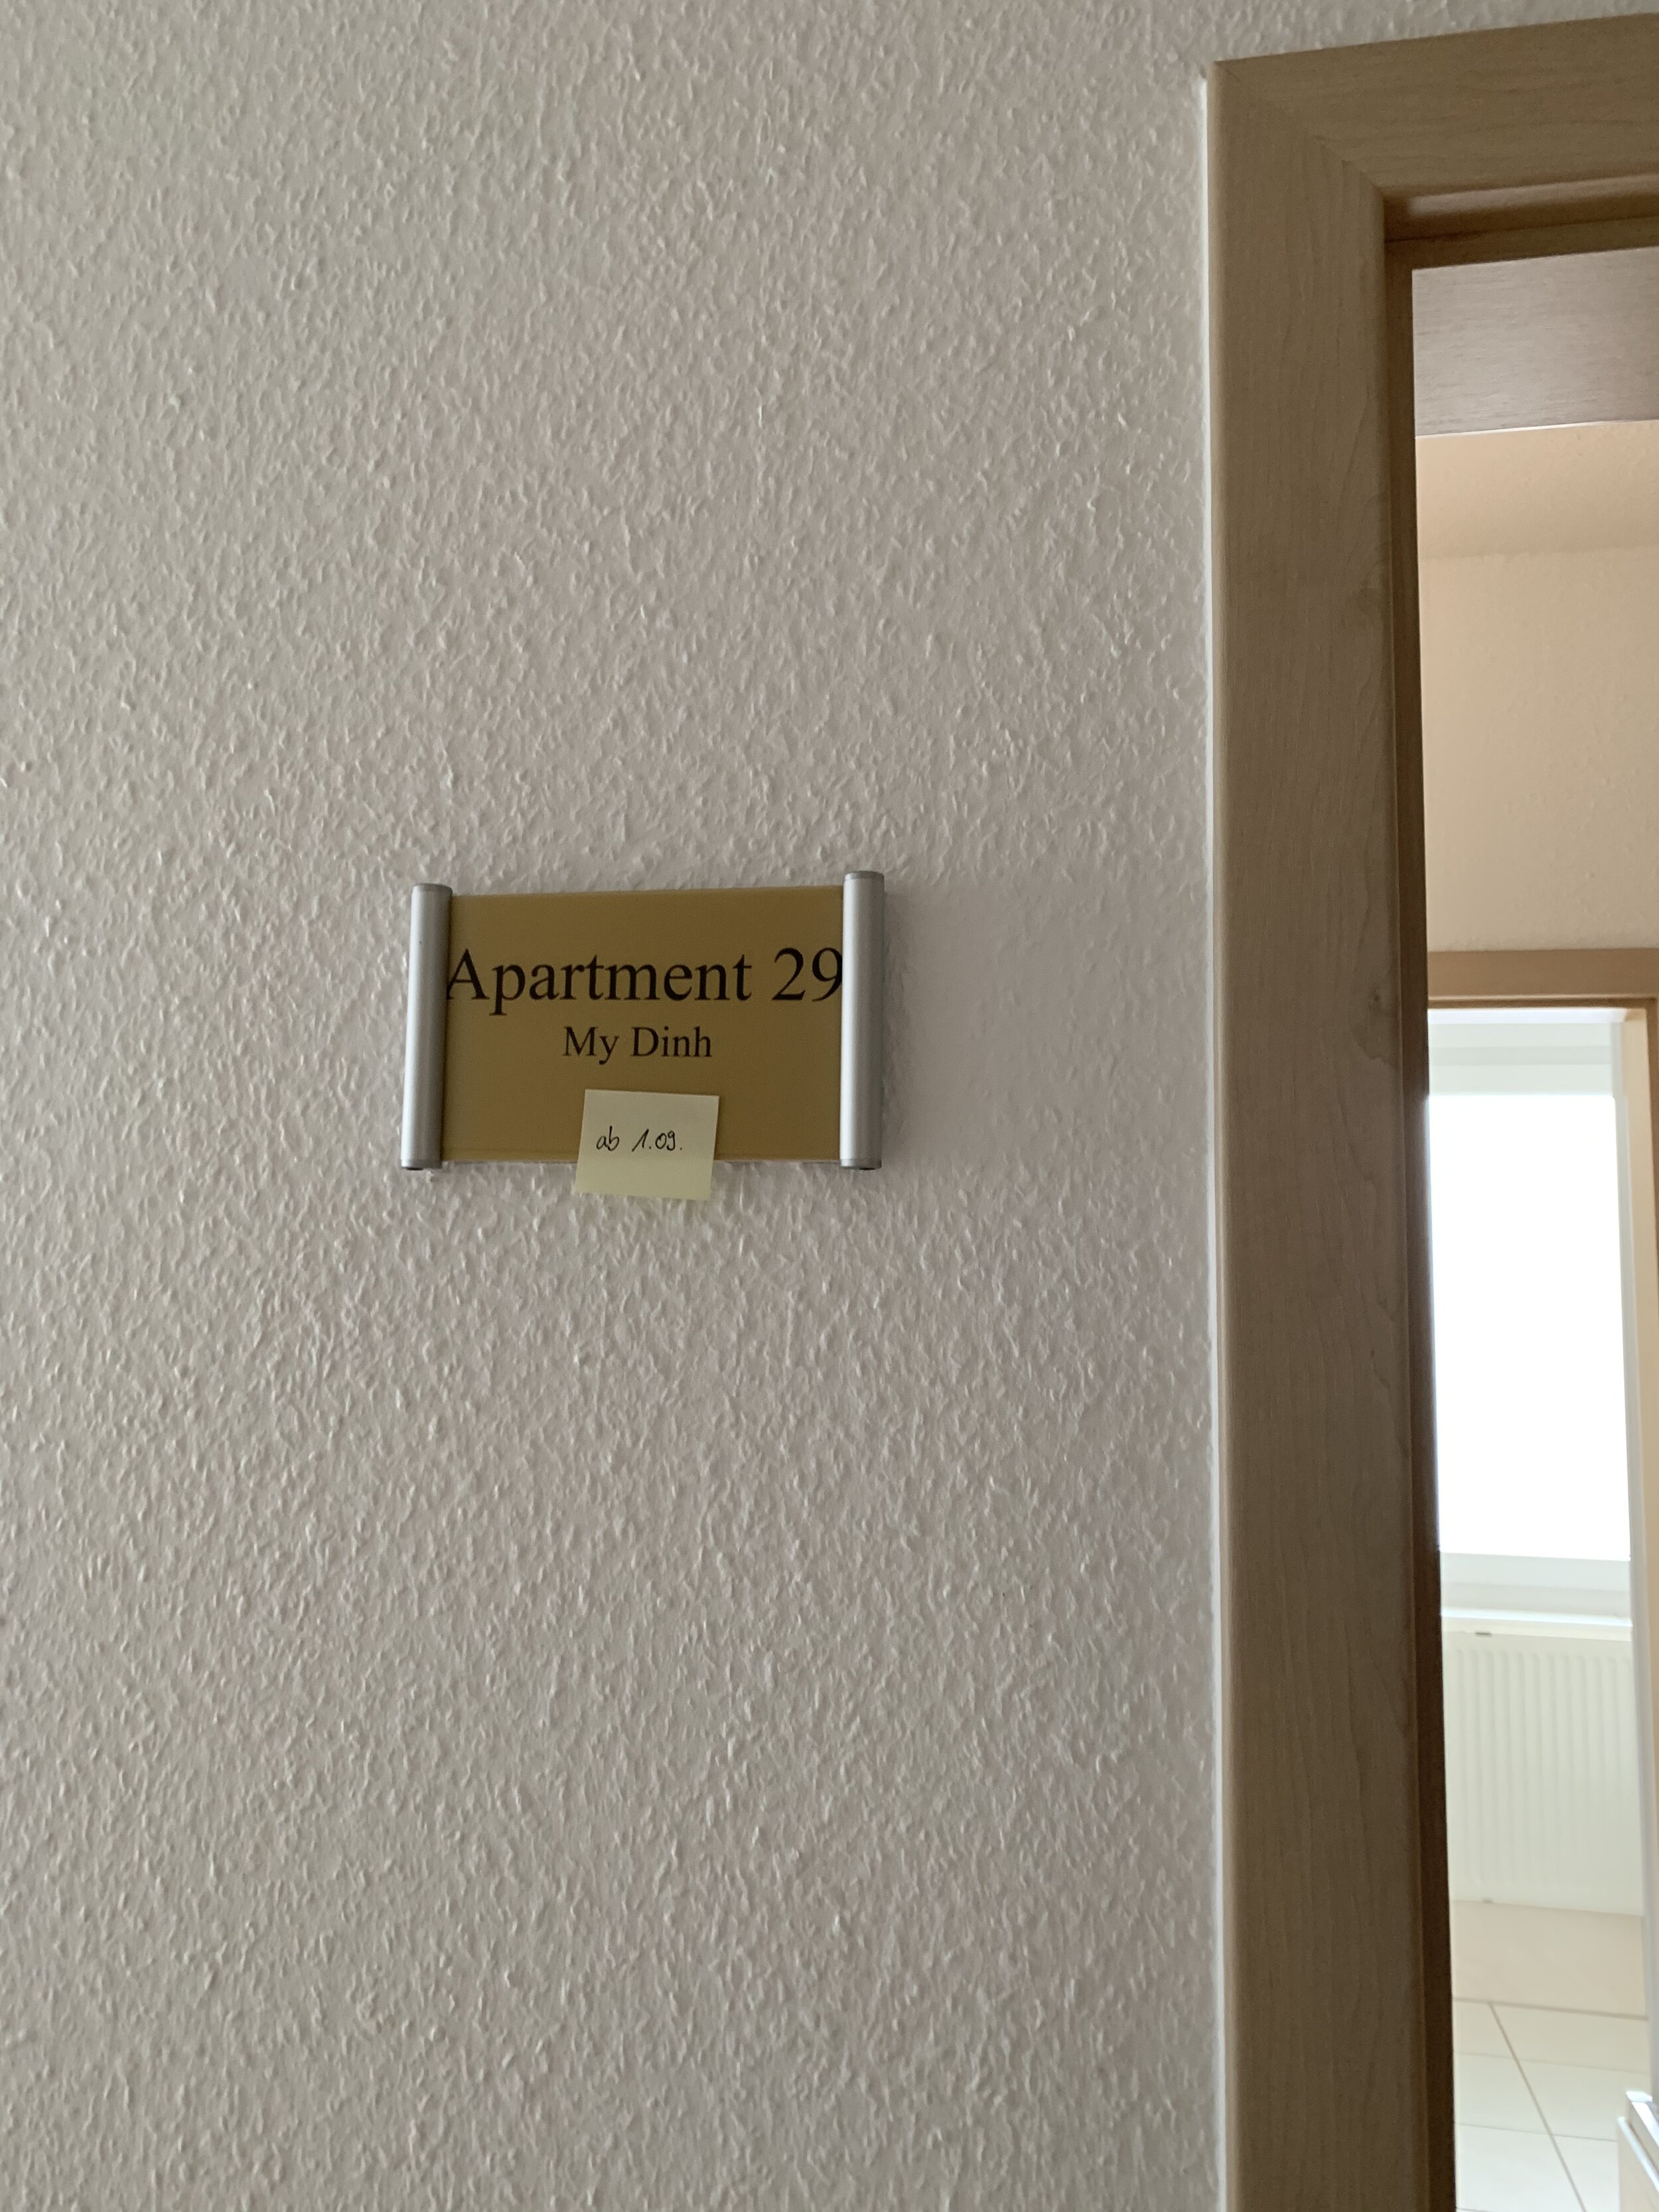 Apartment 29
My Dinh
ab 1.09.